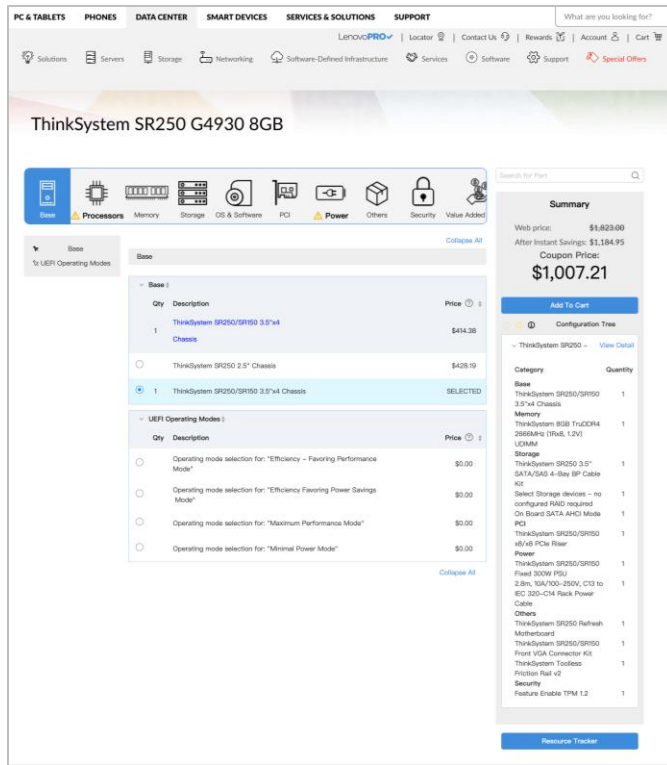 PC & TABLETS PHONES DATA CENTER SMART DEVICES SERVICES & SOLUTIONS SUPPORT What are you looking for?
LenovoPRO | Locator | Contact Us | Rewards | Account | Cart
Solutions Servers Storage Networking Software-Defined Infrastructure Services Software Support Special Offers
ThinkSystem SR250 G4930 8GB
Base Processors Memory Storage OS & Software PCI Power Others Security Value Added
Collapse All
Base
UEFI Operating Modes
Base
Base
Qty Description Price
1 ThinkSystem SR250/SR150 3.5"x4 $414.38
Chassis
ThinkSystem SR250 2.5" Chassis $428.19
1 ThinkSystem SR250/SR150 3.5"x4 Chassis SELECTED
UEFI Operating Modes
Qty Description Price
Operating mode selection for: "Efficiency - Favoring Performance
Mode" $0.00
Operating mode selection for: "Efficiency Favoring Power Savings
Mode" $0.00
Operating mode selection for: "Maximum Performance Mode" $0.00
Operating mode selection for: "Minimal Power Mode" $0.00
Collapse All
Search for Part
Summary
Web price: $1,823.00
After Instant Savings: $1,184.95
Coupon Price:
$1,007.21
Add To Cart
Configuration Tree
ThinkSystem SR250 - View Detail
Category Quantity
Base
ThinkSystem SR250/SR150 1
3.5"x4 Chassis
Memory
ThinkSystem 8GB TruDDR4 1
2666MHz (1Rx8, 1.2V)
UDIMM
Storage
ThinkSystem SR250 3.5" 1
SATA/SAS 4-Bay BP Cable
Kit
Select Storage devices - no 1
configured RAID required
On Board SATA AHCI Mode 1
PCI
ThinkSystem SR250/SR150 1
x8/x8 PCIe Riser
Power
ThinkSystem SR250/SR150 1
Fixed 300W PSU
2.8m, 10A/100-250V, C13 to 1
IEC 320-C14 Rack Power
Cable
Others
ThinkSystem SR250 Refresh 1
Motherboard
ThinkSystem SR250/SR150 1
Front VGA Connector Kit
ThinkSystem Toolless 1
Friction Rail v2
Security
Feature Enable TPM 1.2 1
Resource Tracker